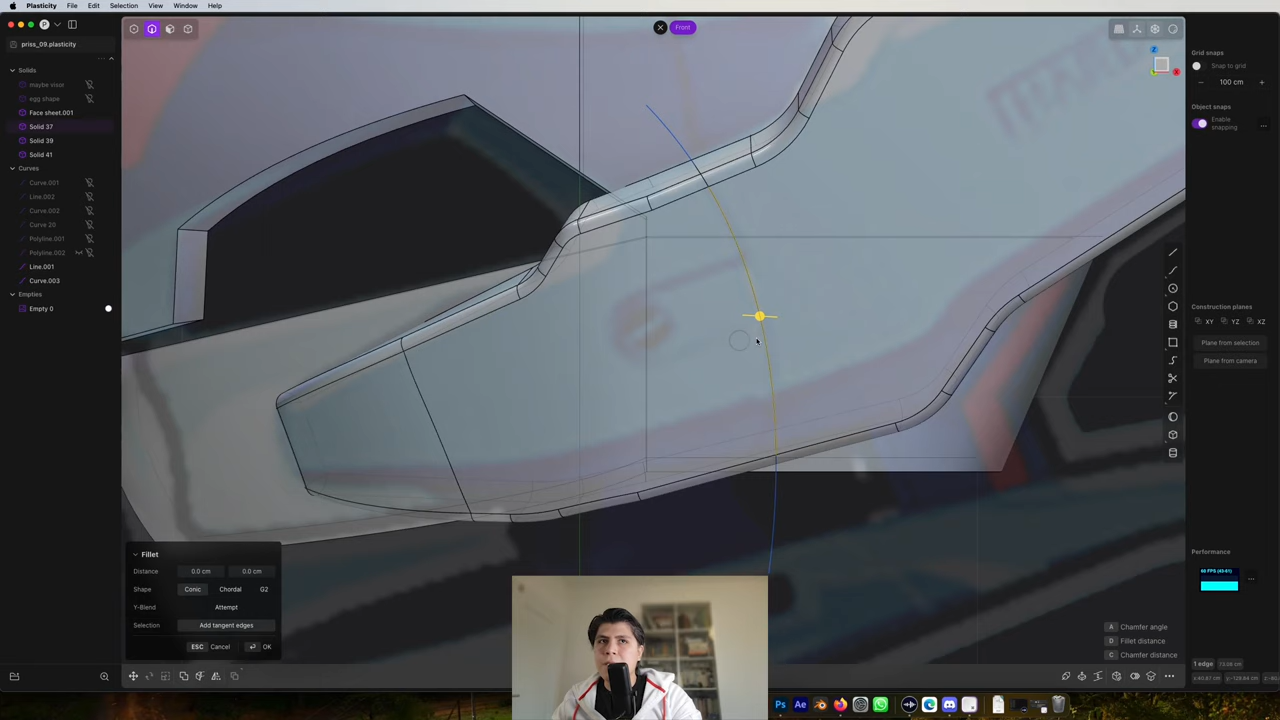 Plasticity File Edit Selection View Window Help
priss_09.plasticity
Solids
maybe visor
egg shape
Face sheet.001
Solid 37
Solid 39
Solid 41
Curves
Curve.001
Line.002
Curve.002
Curve 20
Polyline.001
Polyline.002
Line.001
Curve.003
Empties
Empty 0
Front
Z
X
Fillet
Distance 0.0 cm 0.0 cm
Shape Conic Chordal G2
Y-Blend Attempt
Selection Add tangent edges
ESC Cancel OK
A Chamfer angle
D Fillet distance
C Chamfer distance
Grid snaps
Snap to grid
− 100 cm +
Object snaps
Enable
snapping
Construction planes
XY YZ XZ
Plane from selection
Plane from camera
Performance
1 edge
Ps Ae